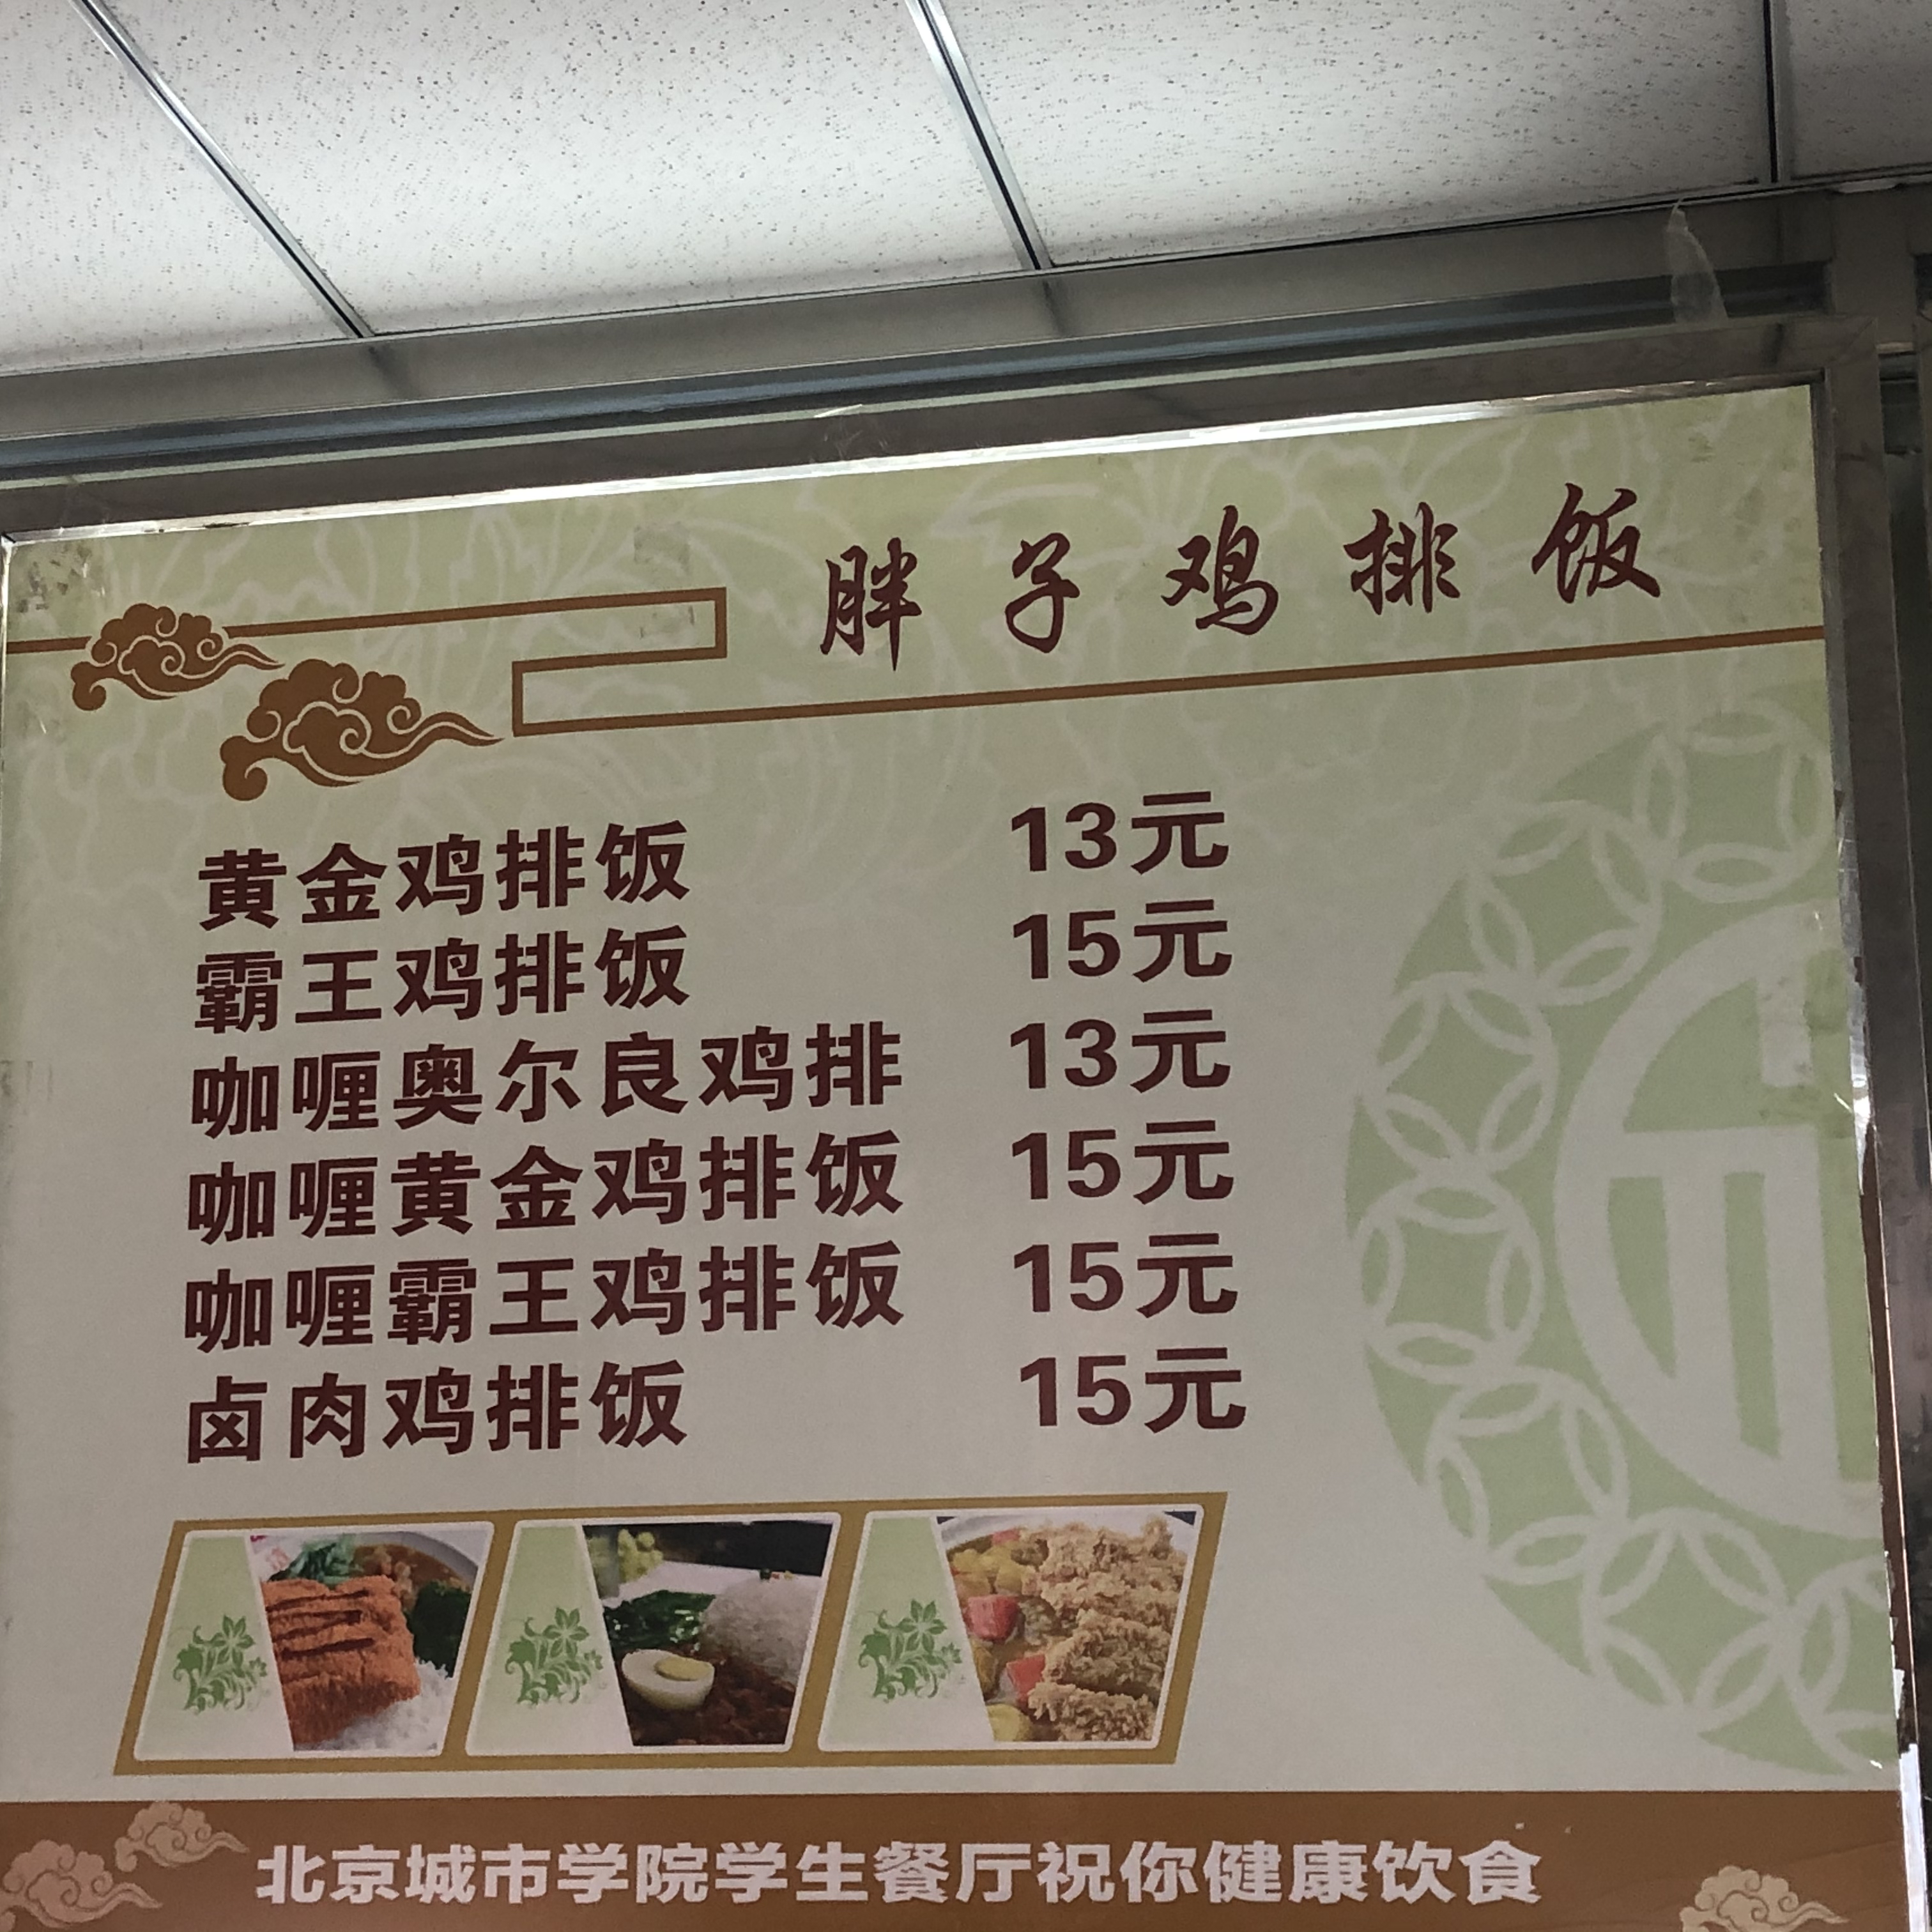 胖子鸡排饭
黄金鸡排饭 13元
霸王鸡排饭 15元
咖喱奥尔良鸡排 13元
咖喱黄金鸡排饭 15元
咖喱霸王鸡排饭 15元
卤肉鸡排饭 15元
北京城市学院学生餐厅祝你健康饮食